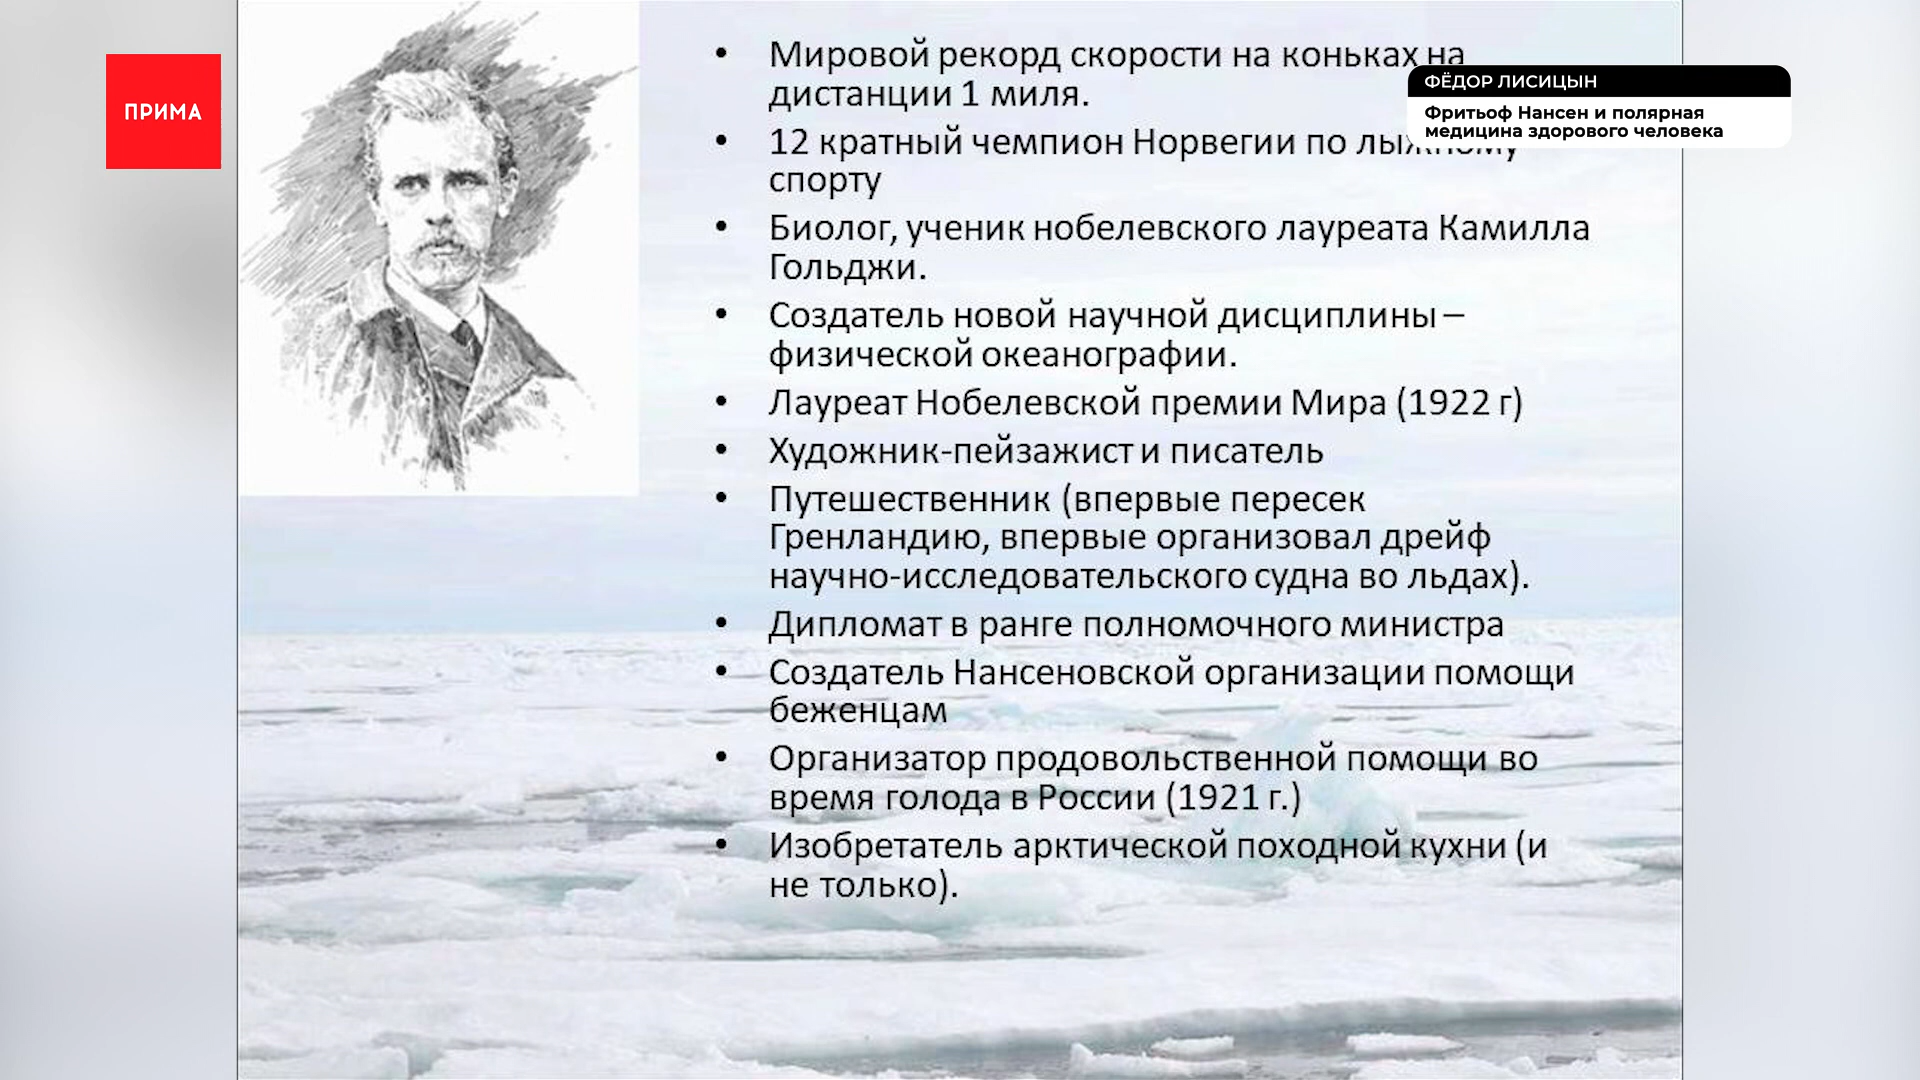 ПРИМА
ФЁДОР ЛИСИЦЫН
Фритьоф Нансен и полярная
медицина здорового человека
• Мировой рекорд скорости на коньках на
дистанции 1 миля.
• 12 кратный чемпион Норвегии по лыжному
спорту
• Биолог, ученик нобелевского лауреата Камилла
Гольджи.
• Создатель новой научной дисциплины –
физической океанографии.
• Лауреат Нобелевской премии Мира (1922 г)
• Художник-пейзажист и писатель
• Путешественник (впервые пересек
Гренландию, впервые организовал дрейф
научно-исследовательского судна во льдах).
• Дипломат в ранге полномочного министра
• Создатель Нансеновской организации помощи
беженцам
• Организатор продовольственной помощи во
время голода в России (1921 г.)
• Изобретатель арктической походной кухни (и
не только).